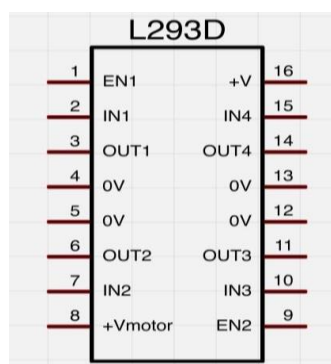 L293D
1 EN1 +V 16
2 IN1 IN4 15
3 OUT1 OUT4 14
4 0V 0V 13
5 0V 0V 12
6 OUT2 OUT3 11
7 IN2 IN3 10
8 +Vmotor EN2 9